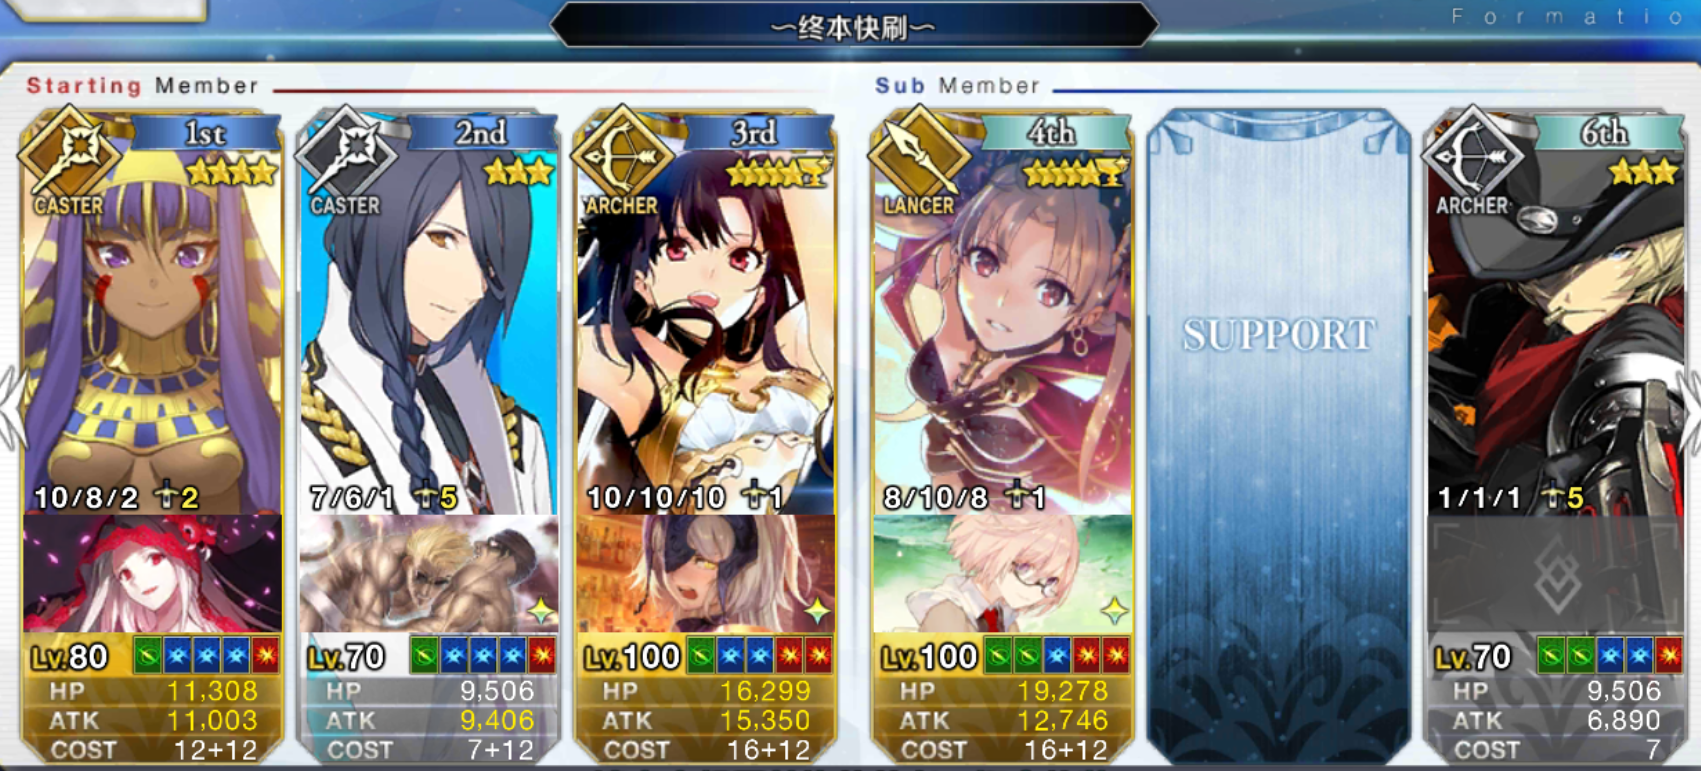 Formatio
~终本快刷~
Starting Member
Sub Member
1st
CASTER
10/8/2 2
Lv.80
HP 11,308
ATK 11,003
COST 12+12
2nd
CASTER
7/6/1 5
Lv.70
HP 9,506
ATK 9,406
COST 7+12
3rd
ARCHER
10/10/10 1
Lv.100
HP 16,299
ATK 15,350
COST 16+12
4th
LANCER
8/10/8 1
Lv.100
HP 19,278
ATK 12,746
COST 16+12
SUPPORT
6th
ARCHER
1/1/1 5
Lv.70
HP 9,506
ATK 6,890
COST 7